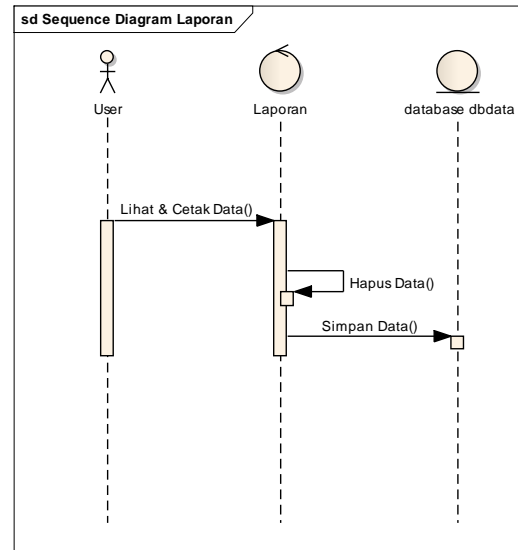 sd Sequence Diagram Laporan
User
Laporan
database dbdata
Lihat & Cetak Data()
Hapus Data()
Simpan Data()